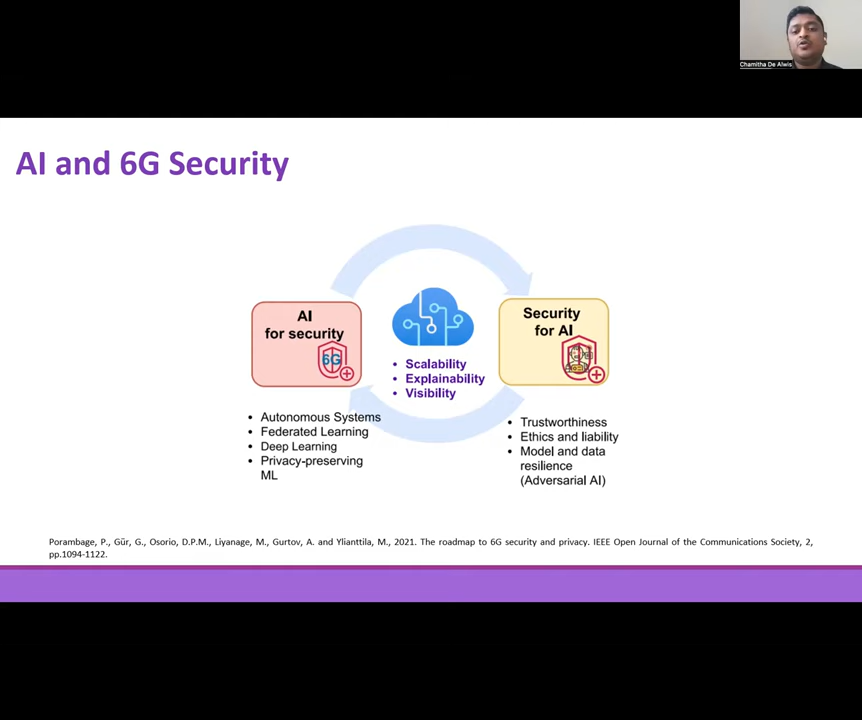 Chamitha De Alwis
AI and 6G Security
AI
for security
6G
Security
for AI
• Scalability
• Explainability
• Visibility
• Autonomous Systems
• Federated Learning
• Deep Learning
• Privacy-preserving
ML
• Trustworthiness
• Ethics and liability
• Model and data
resilience
(Adversarial AI)
Porambage, P., Gür, G., Osorio, D.P.M., Liyanage, M., Gurtov, A. and Ylianttila, M., 2021. The roadmap to 6G security and privacy. IEEE Open Journal of the Communications Society, 2,
pp.1094-1122.